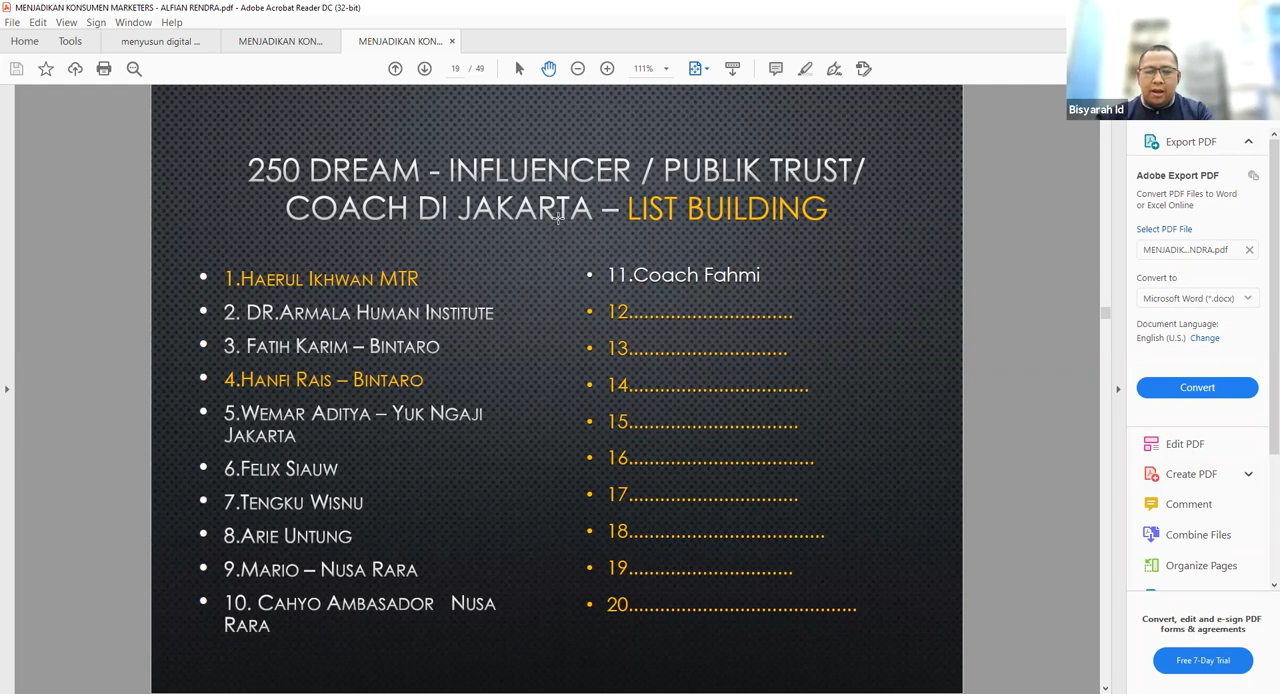 MENJADIKAN KONSUMEN MARKETERS - ALFIAN RENDRA.pdf - Adobe Acrobat Reader DC (32-bit)
File Edit View Sign Window Help
Home Tools menyusun digital ... MENJADIKAN KON... MENJADIKAN KON... ×
19 / 49 111%
Bisyarah Id
250 DREAM - INFLUENCER / PUBLIK TRUST/
COACH DI JAKARTA – LIST BUILDING
• 1.HAERUL IKHWAN MTR
• 2. DR.ARMALA HUMAN INSTITUTE
• 3. FATIH KARIM – BINTARO
• 4.HANFI RAIS – BINTARO
• 5.WEMAR ADITYA – YUK NGAJI
JAKARTA
• 6.FELIX SIAUW
• 7.TENGKU WISNU
• 8.ARIE UNTUNG
• 9.MARIO – NUSA RARA
• 10. CAHYO AMBASADOR NUSA
RARA
• 11.Coach Fahmi
• 12..............................
• 13.............................
• 14................................
• 15..............................
• 16.................................
• 17..............................
• 18...................................
• 19.............................
• 20.........................................
Export PDF
Adobe Export PDF
Convert PDF Files to Word
or Excel Online
Select PDF File
MENJADIK...NDRA.pdf ×
Convert to
Microsoft Word (*.docx)
Document Language:
English (U.S.) Change
Convert
Edit PDF
Create PDF
Comment
Combine Files
Organize Pages
Convert, edit and e-sign PDF
forms & agreements
Free 7-Day Trial